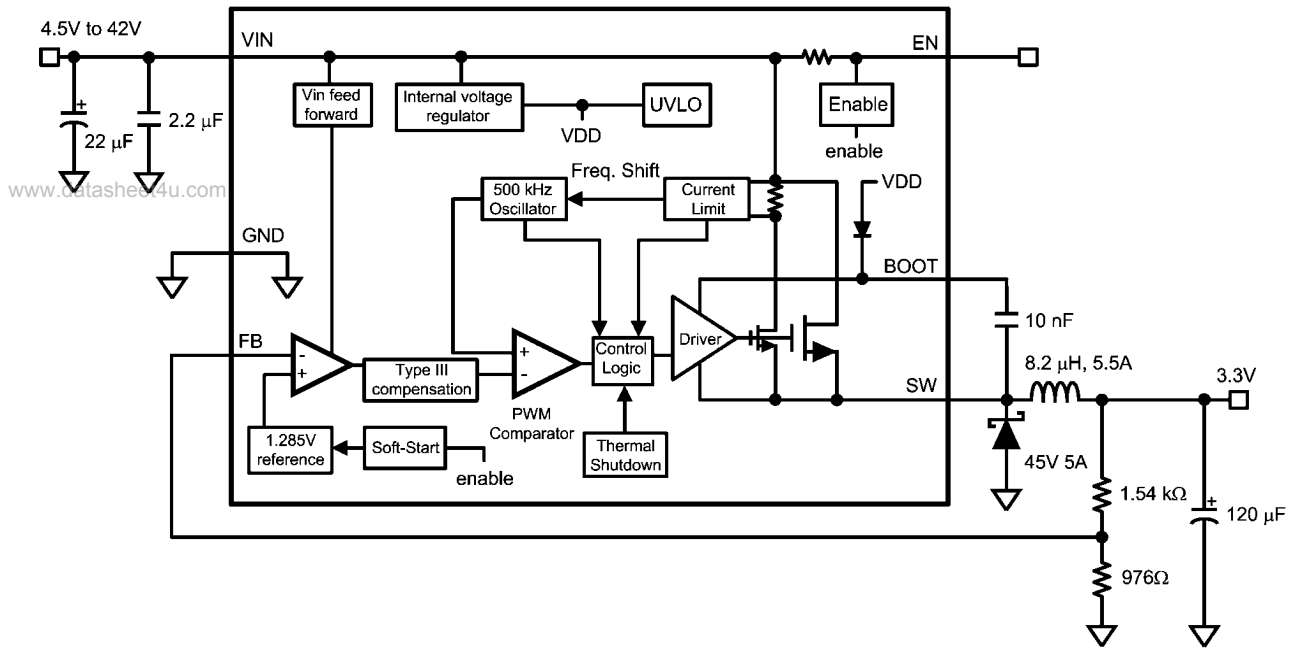 4.5V to 42V
VIN
EN
Vin feed
forward
Internal voltage
regulator
UVLO
Enable
+
22 μF
2.2 μF
VDD
enable
www.datasheet4u.com
Freq. Shift
500 kHz
Oscillator
Current
Limit
VDD
GND
BOOT
10 nF
FB
-
+
Type III
compensation
+
-
PWM
Comparator
Control
Logic
Driver
8.2 μH, 5.5A
SW
3.3V
1.285V
reference
Soft-Start
enable
Thermal
Shutdown
45V 5A
1.54 kΩ
+
120 μF
976Ω